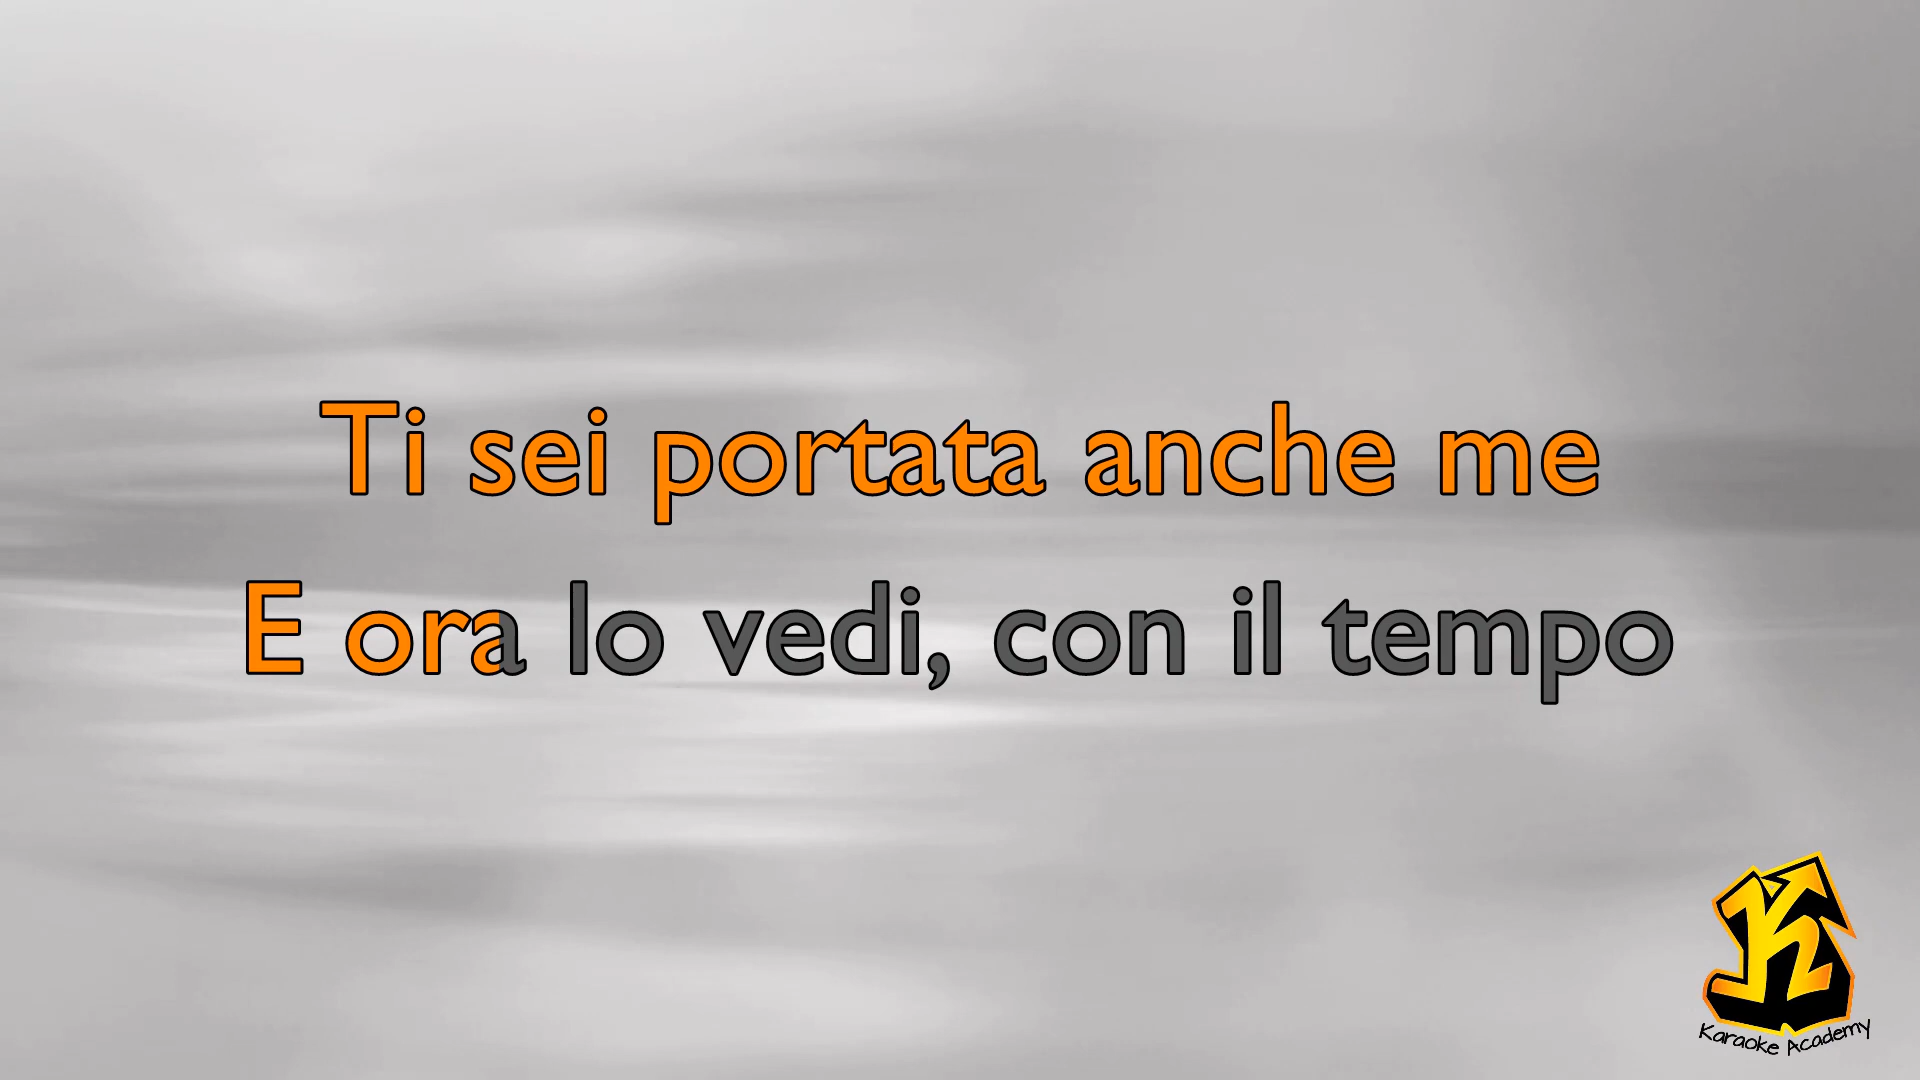 Ti sei portata anche me
E ora lo vedi, con il tempo
K
Karaoke Academy